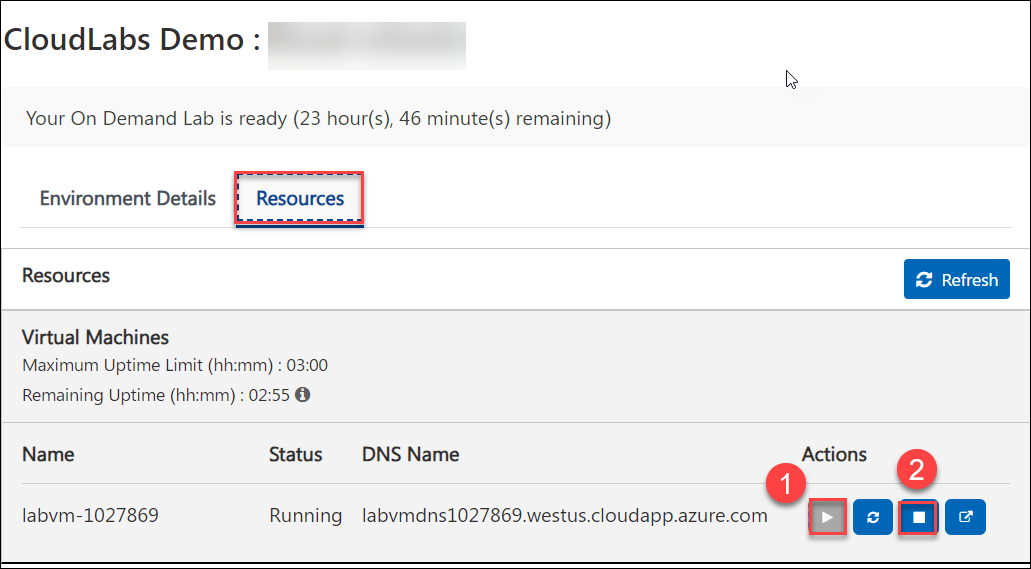 CloudLabs Demo :
Your On Demand Lab is ready (23 hour(s), 46 minute(s) remaining)
Environment Details Resources
Resources Refresh
Virtual Machines
Maximum Uptime Limit (hh:mm) : 03:00
Remaining Uptime (hh:mm) : 02:55
Name Status DNS Name Actions
1 2
labvm-1027869 Running labvmdns1027869.westus.cloudapp.azure.com